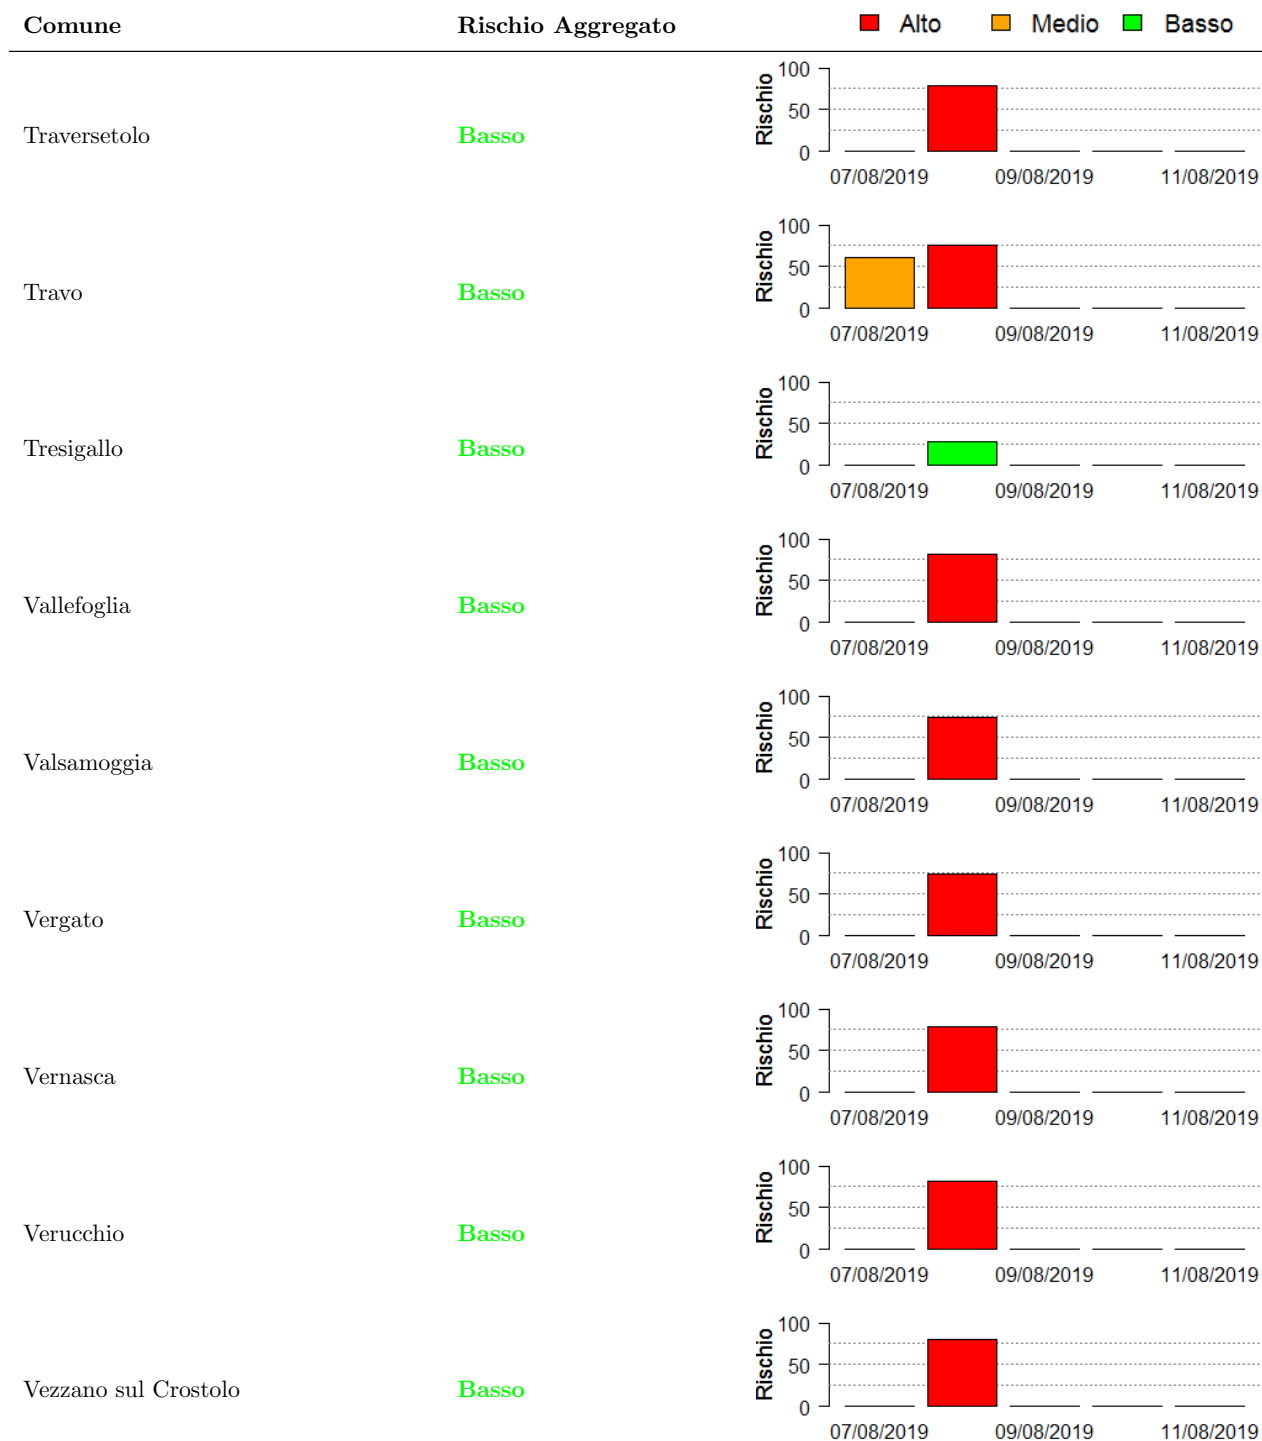 Comune Rischio Aggregato Alto Medio Basso
100
50
0
Rischio
Traversetolo Basso
07/08/2019 09/08/2019 11/08/2019
100
50
0
Rischio
Travo Basso
07/08/2019 09/08/2019 11/08/2019
100
50
0
Rischio
Tresigallo Basso
07/08/2019 09/08/2019 11/08/2019
100
50
0
Rischio
Vallefoglia Basso
07/08/2019 09/08/2019 11/08/2019
100
50
0
Rischio
Valsamoggia Basso
07/08/2019 09/08/2019 11/08/2019
100
50
0
Rischio
Vergato Basso
07/08/2019 09/08/2019 11/08/2019
100
50
0
Rischio
Vernasca Basso
07/08/2019 09/08/2019 11/08/2019
100
50
0
Rischio
Verucchio Basso
07/08/2019 09/08/2019 11/08/2019
100
50
0
Rischio
Vezzano sul Crostolo Basso
07/08/2019 09/08/2019 11/08/2019